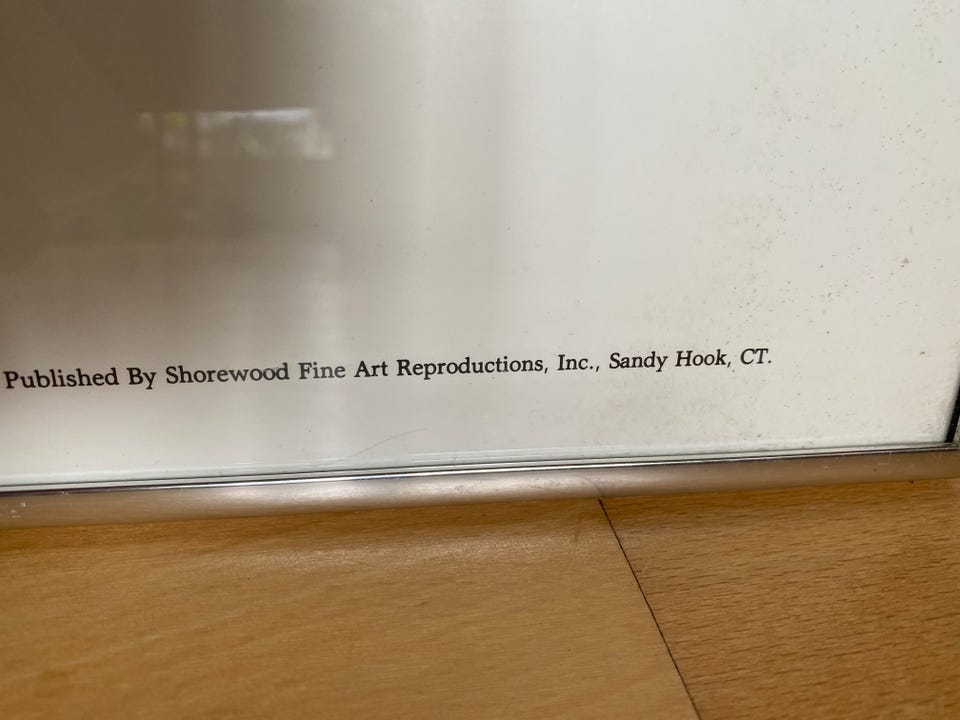 Published By Shorewood Fine Art Reproductions, Inc., Sandy Hook, CT.